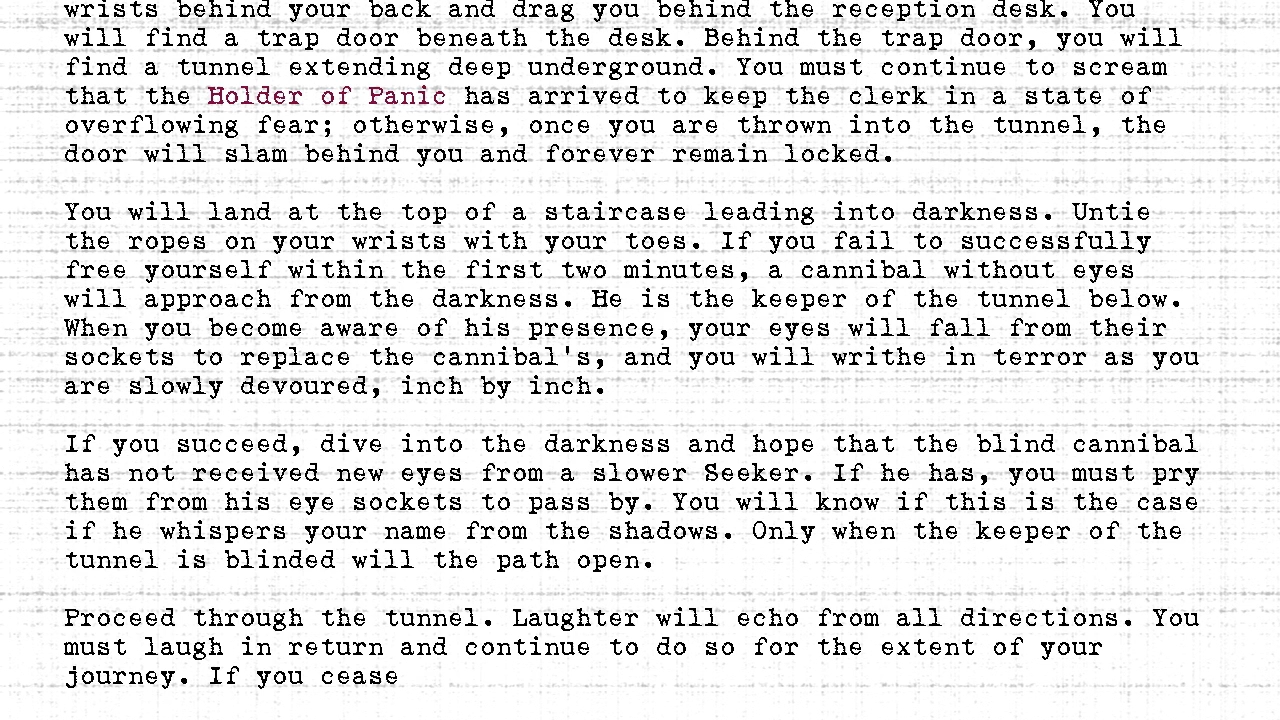 wrists behind your back and drag you behind the reception desk. You
will find a trap door beneath the desk. Behind the trap door, you will
find a tunnel extending deep underground. You must continue to scream
that the Holder of Panic has arrived to keep the clerk in a state of
overflowing fear; otherwise, once you are thrown into the tunnel, the
door will slam behind you and forever remain locked.
You will land at the top of a staircase leading into darkness. Untie
the ropes on your wrists with your toes. If you fail to successfully
free yourself within the first two minutes, a cannibal without eyes
will approach from the darkness. He is the keeper of the tunnel below.
When you become aware of his presence, your eyes will fall from their
sockets to replace the cannibal's, and you will writhe in terror as you
are slowly devoured, inch by inch.
If you succeed, dive into the darkness and hope that the blind cannibal
has not received new eyes from a slower Seeker. If he has, you must pry
them from his eye sockets to pass by. You will know if this is the case
if he whispers your name from the shadows. Only when the keeper of the
tunnel is blinded will the path open.
Proceed through the tunnel. Laughter will echo from all directions. You
must laugh in return and continue to do so for the extent of your
journey. If you cease